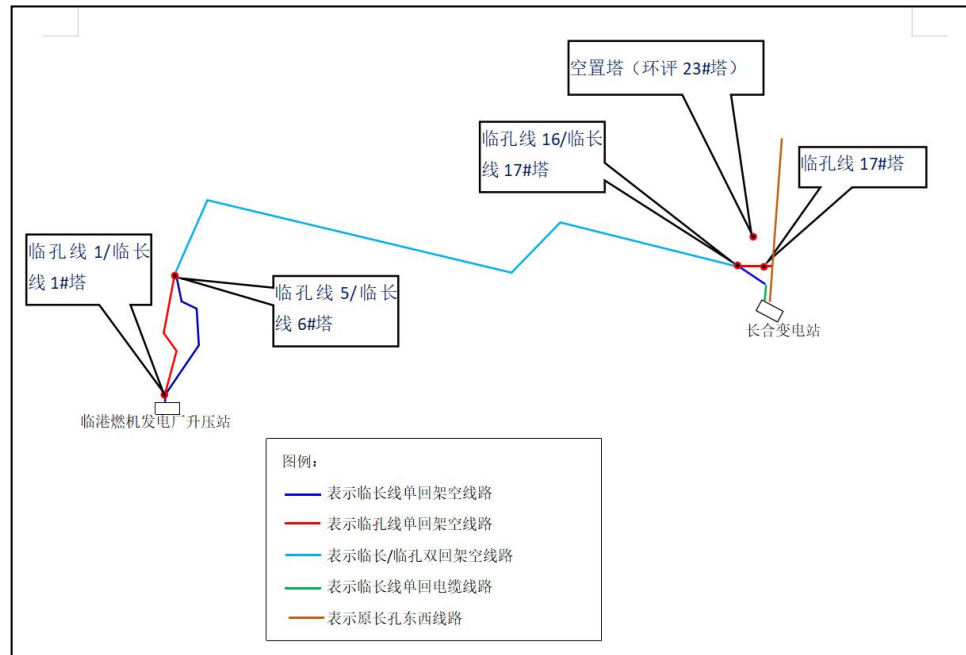 空置塔（环评 23#塔）
临孔线 16/临长
线 17#塔
临孔线 17#塔
临孔线 1/临长
线 1#塔
临孔线 5/临长
线 6#塔
长合变电站
临港燃机发电厂升压站
图例：
表示临长线单回架空线路
表示临孔线单回架空线路
表示临长/临孔双回架空线路
表示临长线单回电缆线路
表示原长孔东西线路